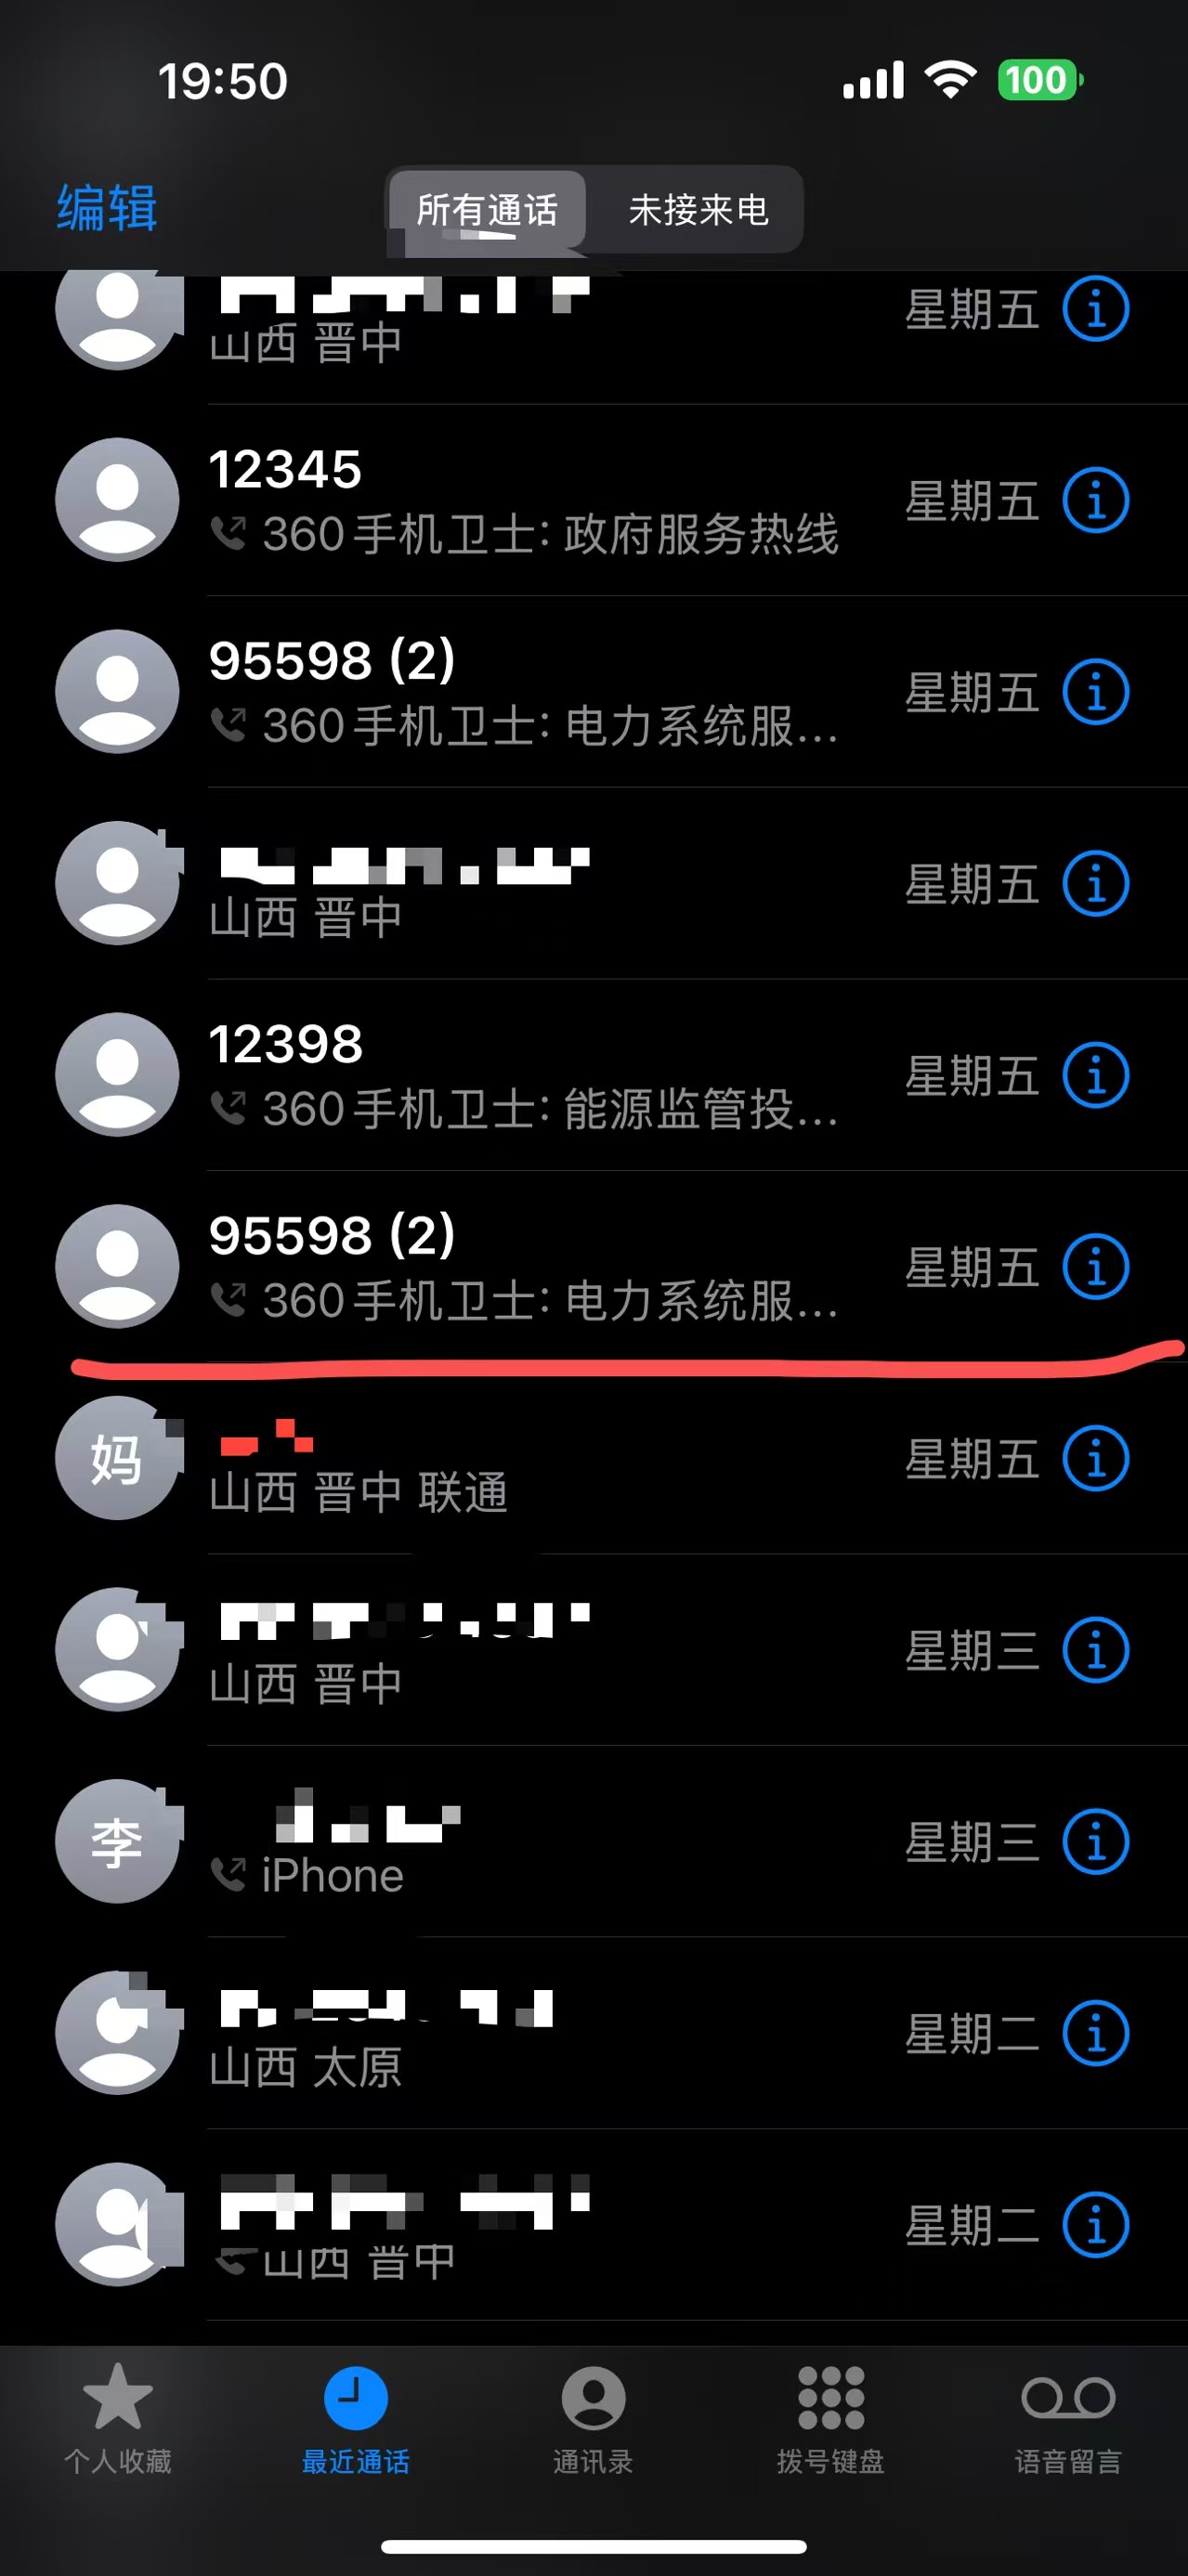 19:50
100
编辑
所有通话
未接来电
星期五
山西 晋中
12345
星期五
360手机卫士: 政府服务热线
95598 (2)
星期五
360手机卫士: 电力系统服...
星期五
山西 晋中
12398
星期五
360手机卫士: 能源监管投...
95598 (2)
星期五
360手机卫士: 电力系统服...
妈
星期五
山西 晋中 联通
星期三
山西 晋中
李
星期三
iPhone
星期二
山西 太原
星期二
山西 晋中
个人收藏
最近通话
通讯录
拨号键盘
语音留言